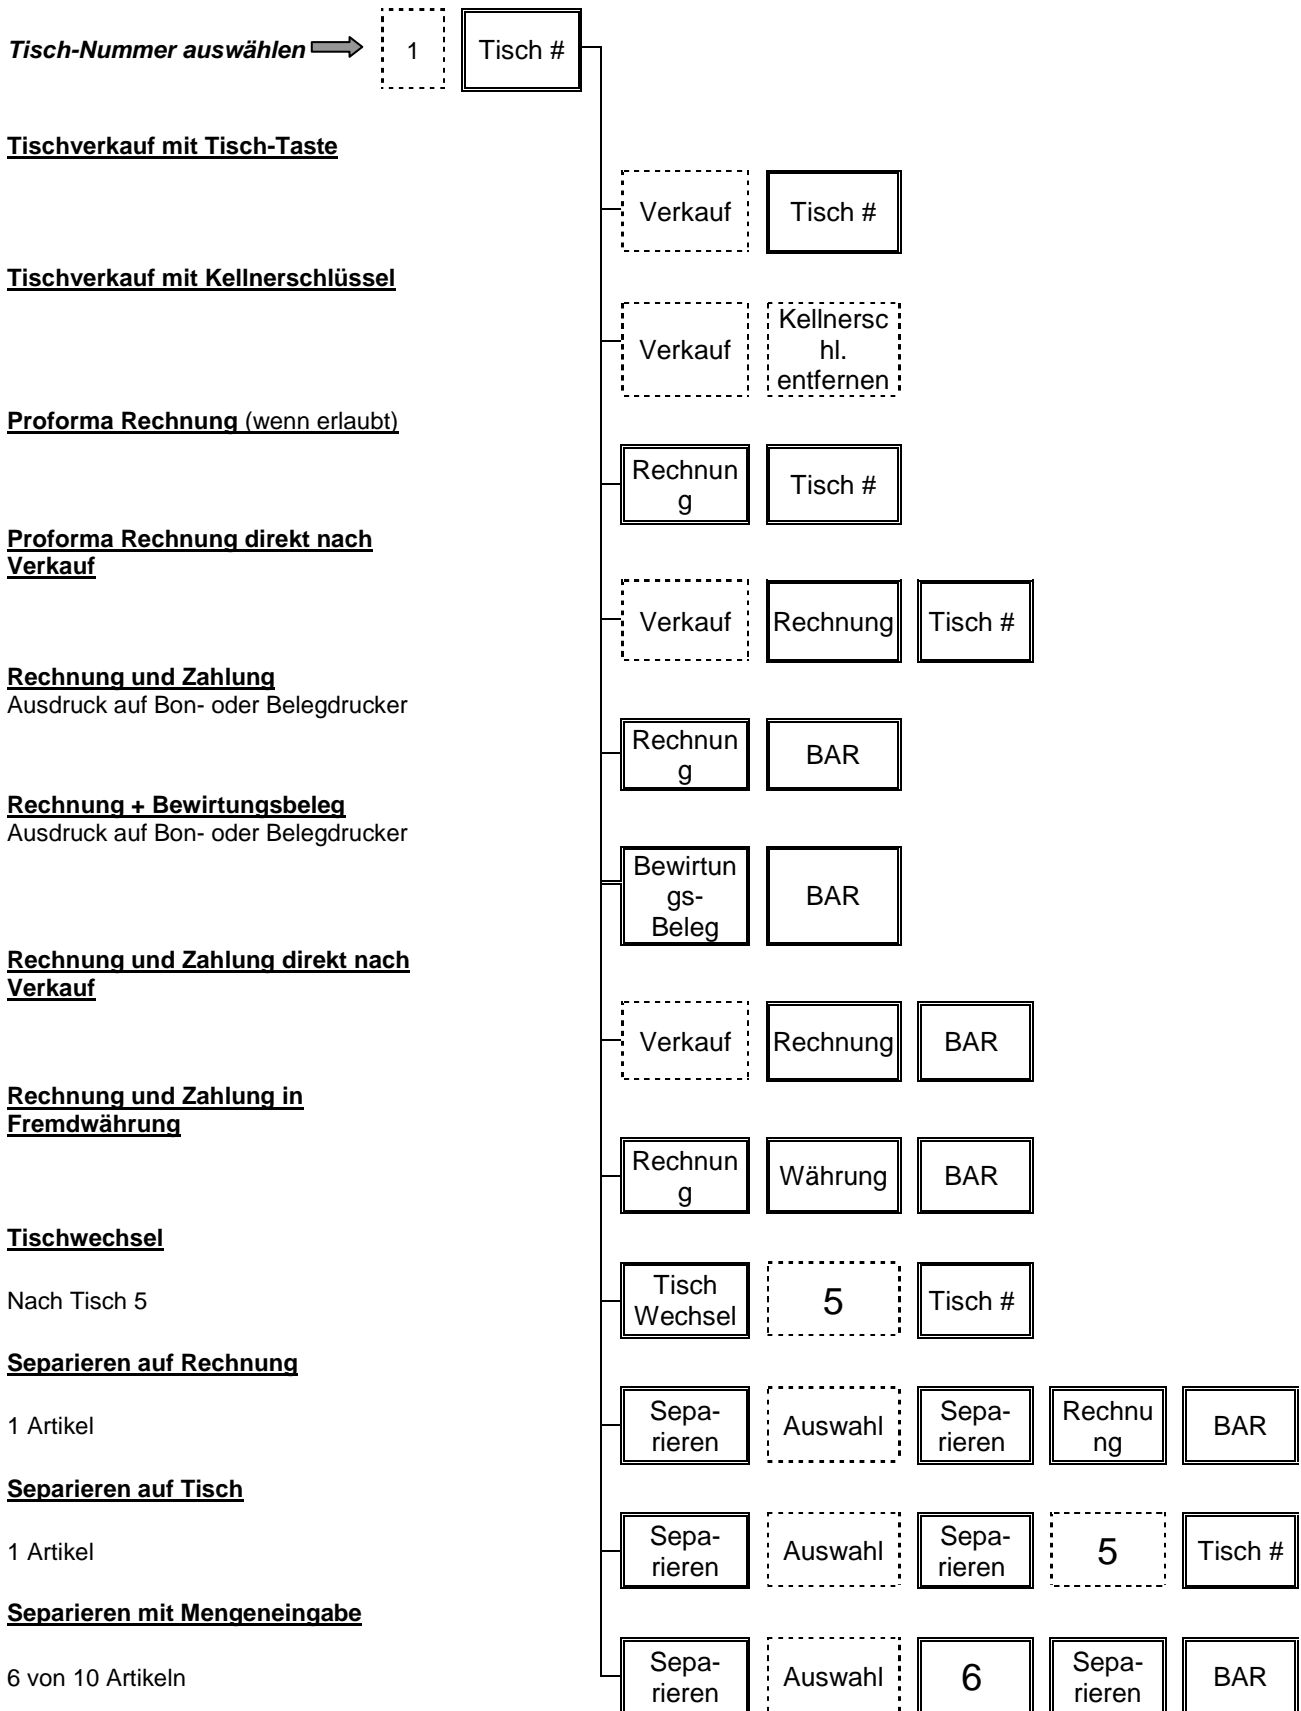 Tisch-Nummer auswählen
1
Tisch #
Tischverkauf mit Tisch-Taste
Verkauf
Tisch #
Tischverkauf mit Kellnerschlüssel
Verkauf
Kellnersc
hl.
entfernen
Proforma Rechnung (wenn erlaubt)
Rechnun
g
Tisch #
Proforma Rechnung direkt nach
Verkauf
Verkauf
Rechnung
Tisch #
Rechnung und Zahlung
Ausdruck auf Bon- oder Belegdrucker
Rechnun
g
BAR
Rechnung + Bewirtungsbeleg
Ausdruck auf Bon- oder Belegdrucker
Bewirtun
gs-
Beleg
BAR
Rechnung und Zahlung direkt nach
Verkauf
Verkauf
Rechnung
BAR
Rechnung und Zahlung in
Fremdwährung
Rechnun
g
Währung
BAR
Tischwechsel
Nach Tisch 5
Tisch
Wechsel
5
Tisch #
Separieren auf Rechnung
1 Artikel
Sepa-
rieren
Auswahl
Sepa-
rieren
Rechnu
ng
BAR
Separieren auf Tisch
1 Artikel
Sepa-
rieren
Auswahl
Sepa-
rieren
5
Tisch #
Separieren mit Mengeneingabe
6 von 10 Artikeln
Sepa-
rieren
Auswahl
6
Sepa-
rieren
BAR